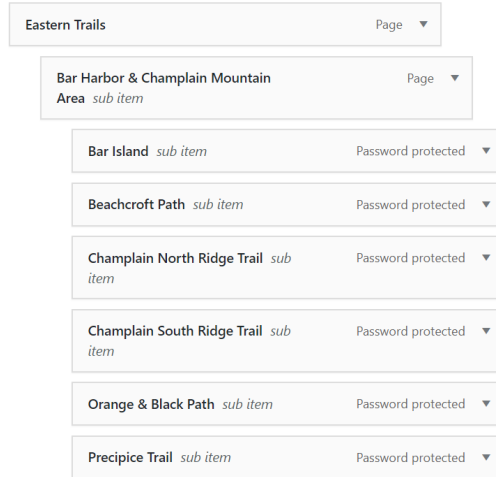 Eastern Trails Page
Bar Harbor & Champlain Mountain Page
Area sub item
Bar Island sub item Password protected
Beachcroft Path sub item Password protected
Champlain North Ridge Trail sub Password protected
item
Champlain South Ridge Trail sub Password protected
item
Orange & Black Path sub item Password protected
Precipice Trail sub item Password protected